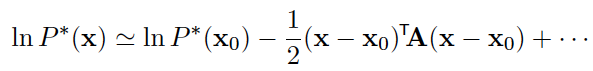 ln P*(x) ≃ ln P*(x₀) − 1/2 (x − x₀)ᵀA(x − x₀) + ⋯